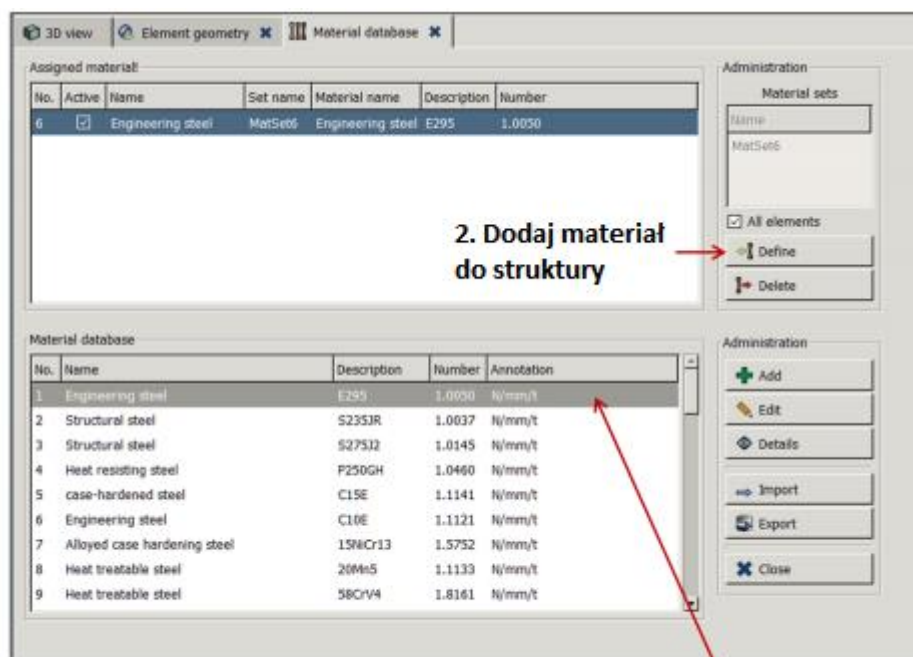 3D view Element geometry Material database
Assigned material Administration
No. Active Name Set name Material name Description Number Material sets
6 Engineering steel MatSet6 Engineering steel E295 1.0050 Name
MatSet6
All elements
2. Dodaj materiał Define
do struktury Delete
Material database Administration
No. Name Description Number Annotation
1 Engineering steel E295 1.0050 N/mm/t Add
2 Structural steel S235JR 1.0037 N/mm/t Edit
3 Structural steel S275J2 1.0145 N/mm/t Details
4 Heat resisting steel P250GH 1.0460 N/mm/t
5 case-hardened steel C15E 1.1141 N/mm/t Import
6 Engineering steel C10E 1.1121 N/mm/t Export
7 Alloyed case hardening steel 15NiCr13 1.5752 N/mm/t
8 Heat treatable steel 20Mn5 1.1133 N/mm/t Close
9 Heat treatable steel 58CrV4 1.8161 N/mm/t